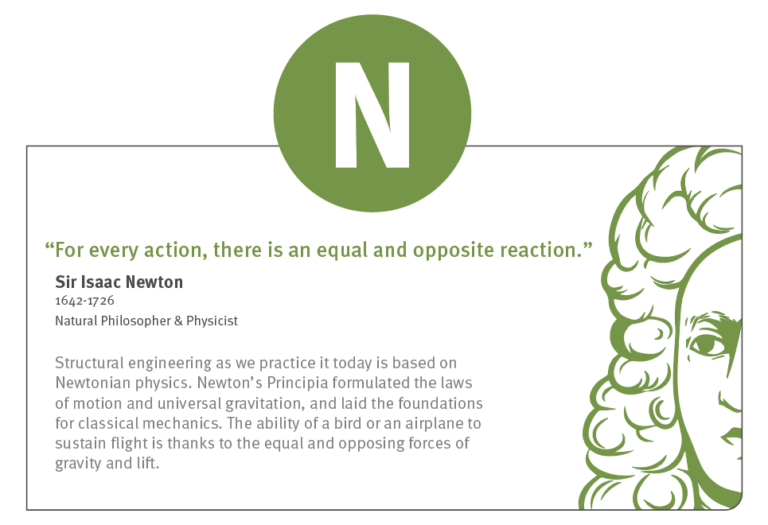 N
“For every action, there is an equal and opposite reaction.”
Sir Isaac Newton
1642-1726
Natural Philosopher & Physicist
Structural engineering as we practice it today is based on
Newtonian physics. Newton’s Principia formulated the laws
of motion and universal gravitation, and laid the foundations
for classical mechanics. The ability of a bird or an airplane to
sustain flight is thanks to the equal and opposing forces of
gravity and lift.